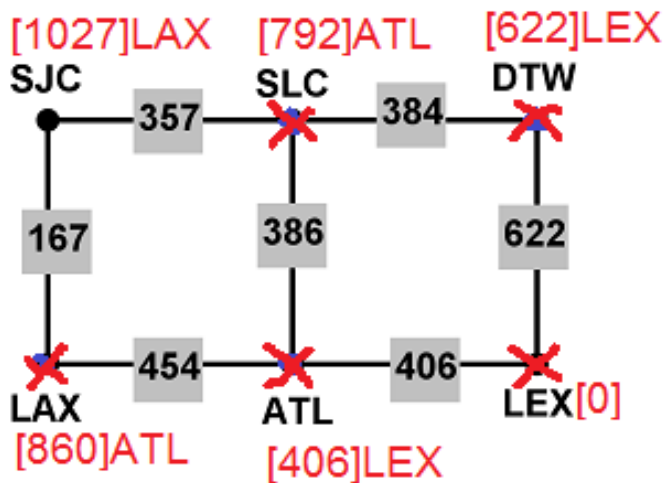 [1027]LAX [792]ATL [622]LEX
SJC SLC DTW
357 384
167 386 622
454 406
LAX ATL LEX[0]
[860]ATL [406]LEX